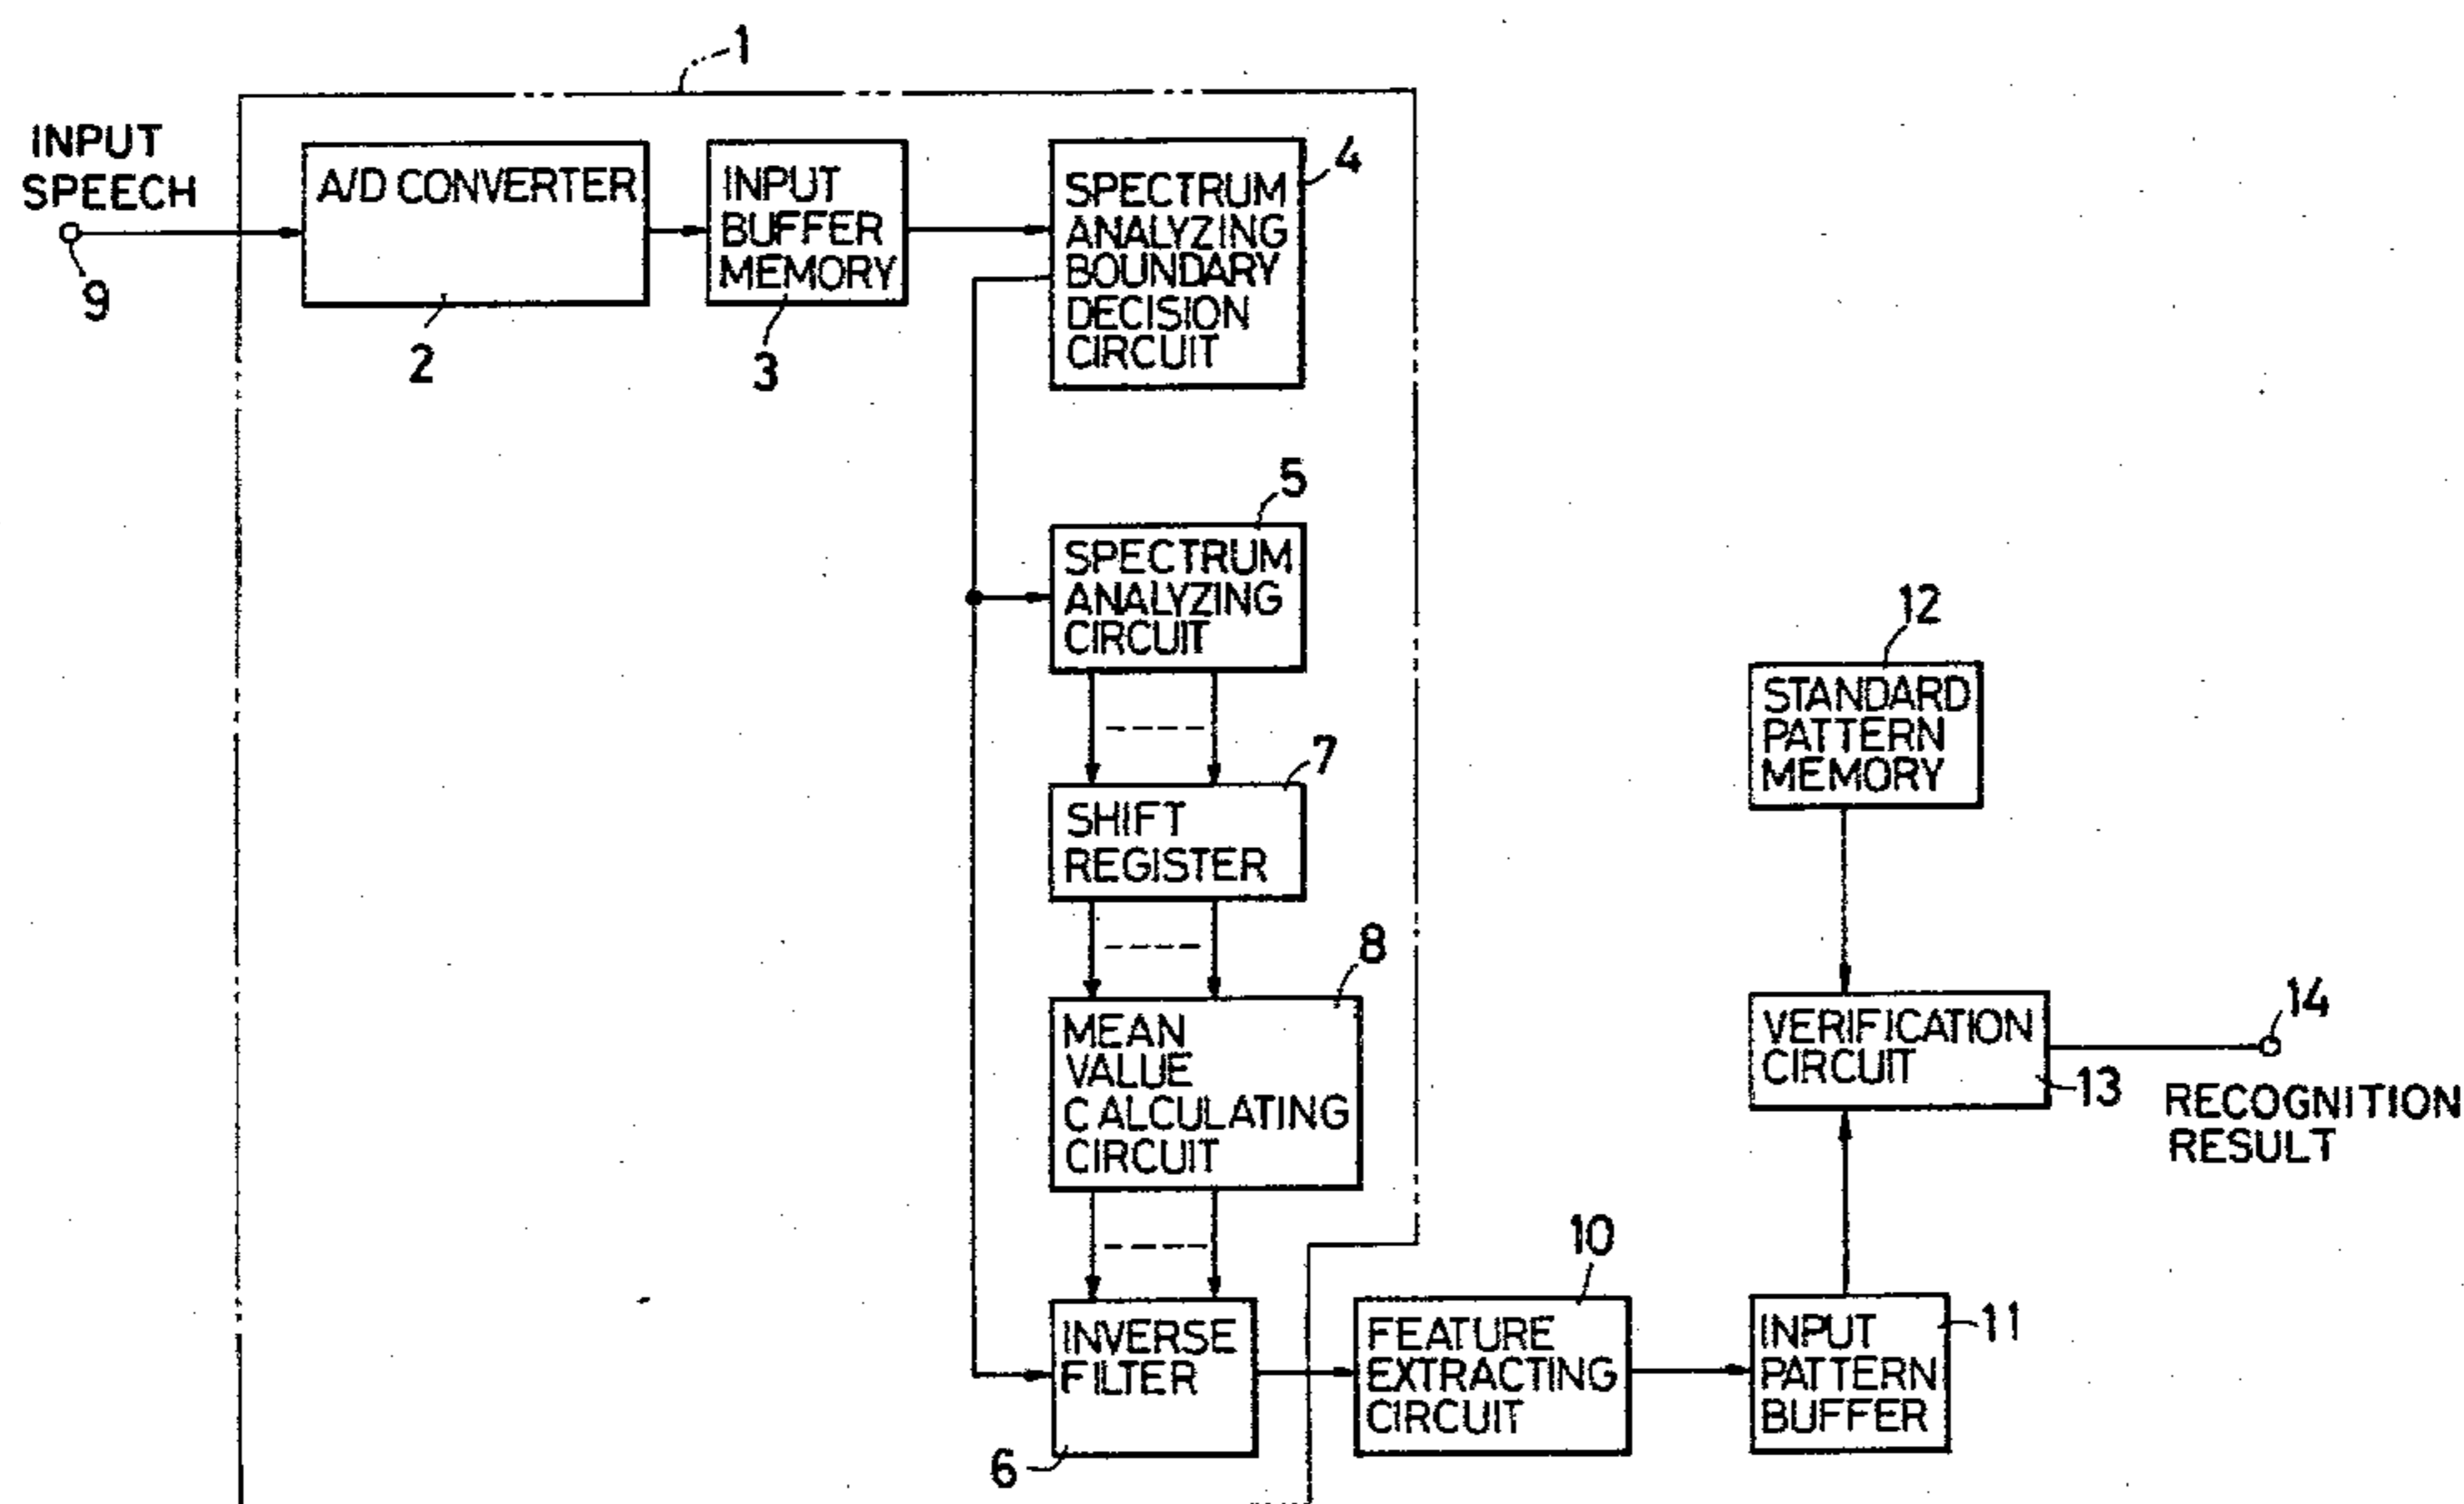 1
INPUT
SPEECH
9
A/D CONVERTER
2
INPUT
BUFFER
MEMORY
3
SPECTRUM
ANALYZING
BOUNDARY
DECISION
CIRCUIT
4
5
SPECTRUM
ANALYZING
CIRCUIT
7
SHIFT
REGISTER
8
MEAN
VALUE
CALCULATING
CIRCUIT
INVERSE
FILTER
6
10
FEATURE
EXTRACTING
CIRCUIT
11
INPUT
PATTERN
BUFFER
12
STANDARD
PATTERN
MEMORY
VERIFICATION
CIRCUIT
13
14
RECOGNITION
RESULT